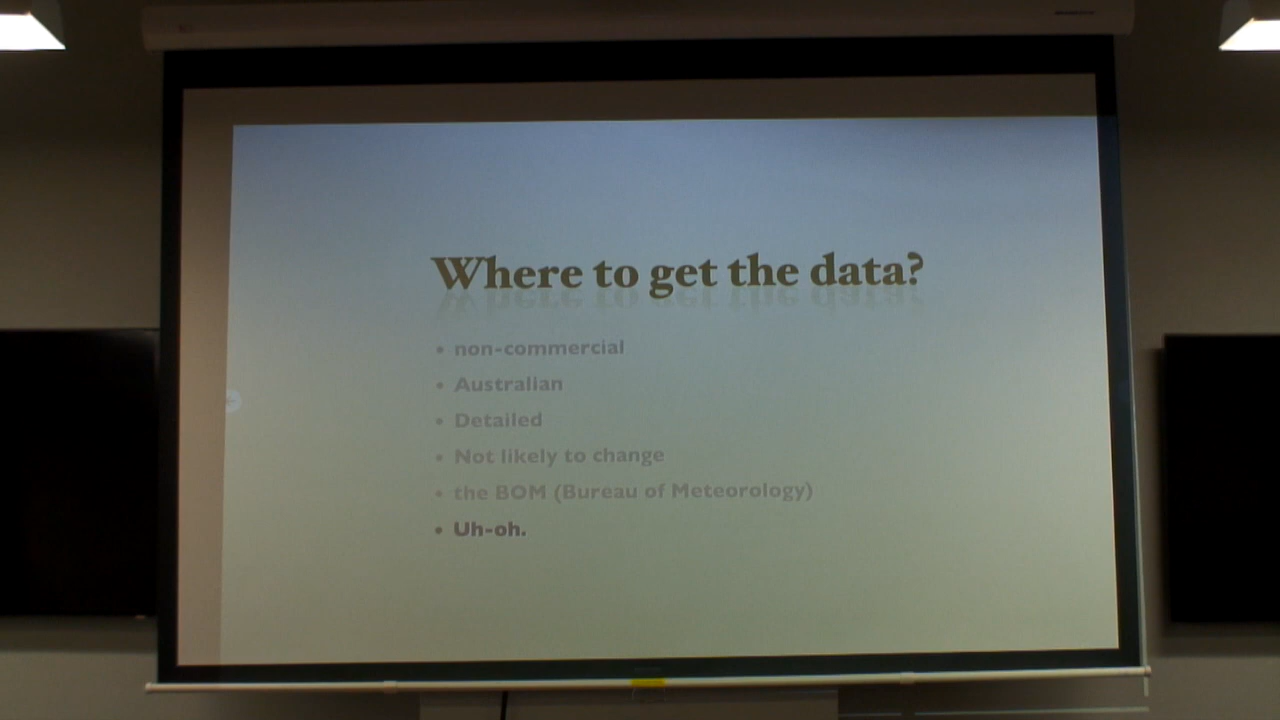 Where to get the data?
• non-commercial
• Australian
• Detailed
• Not likely to change
• the BOM (Bureau of Meteorology)
• Uh-oh.